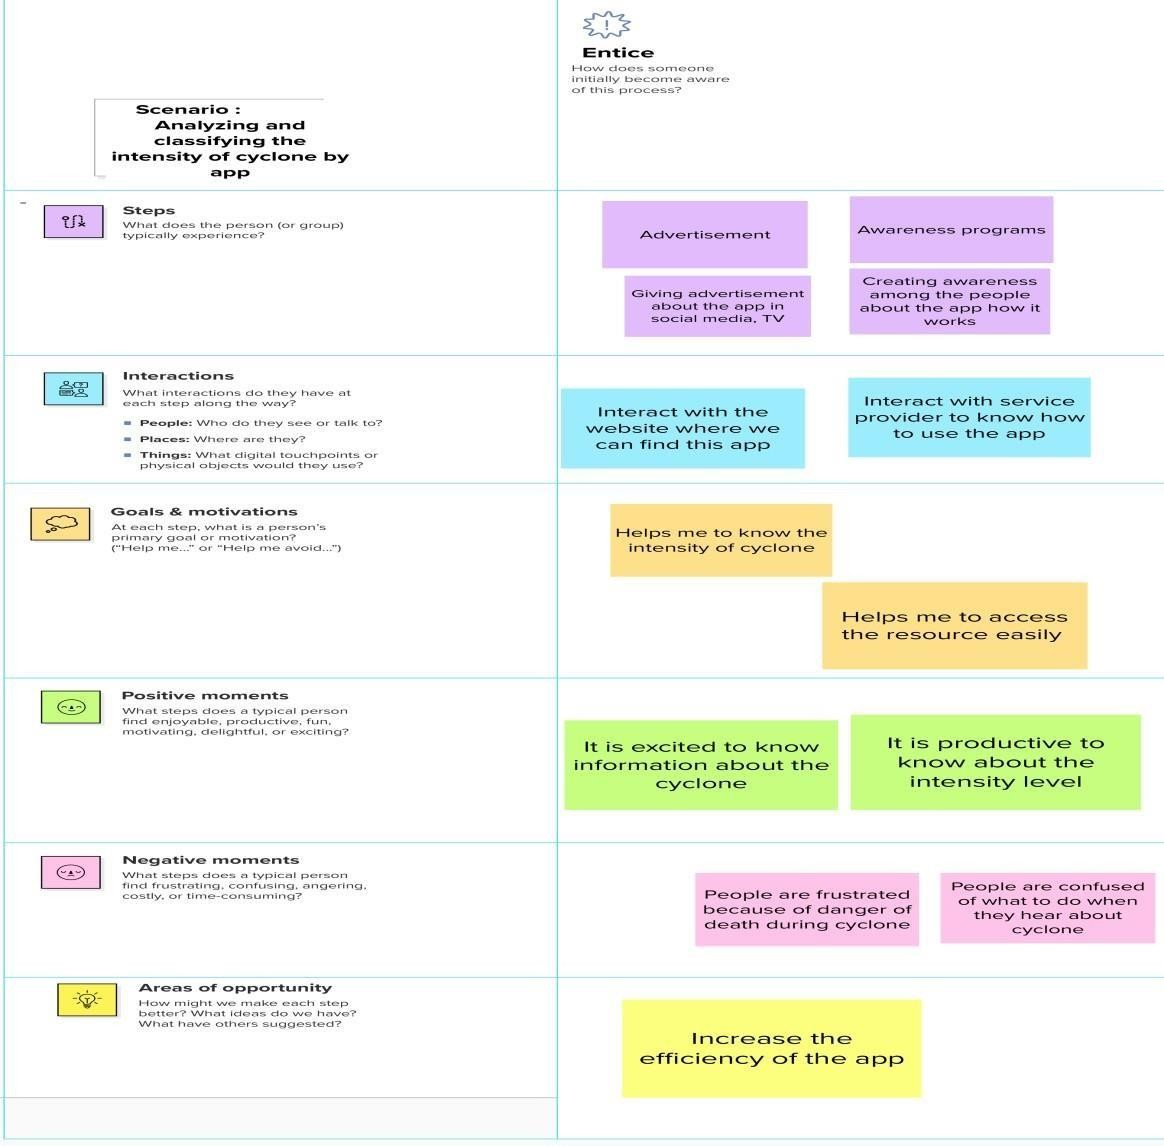 !
Entice
How does someone
initially become aware
of this process?
Scenario :
Analyzing and
classifying the
intensity of cyclone by
app
Steps
What does the person (or group)
typically experience?
Advertisement
Awareness programs
Giving advertisement
about the app in
social media, TV
Creating awareness
among the people
about the app how it
works
Interactions
What interactions do they have at
each step along the way?
People: Who do they see or talk to?
Places: Where are they?
Things: What digital touchpoints or
physical objects would they use?
Interact with the
website where we
can find this app
Interact with service
provider to know how
to use the app
Goals & motivations
At each step, what is a person's
primary goal or motivation?
(“Help me...” or “Help me avoid...”)
Helps me to know the
intensity of cyclone
Helps me to access
the resource easily
Positive moments
What steps does a typical person
find enjoyable, productive, fun,
motivating, delightful, or exciting?
It is excited to know
information about the
cyclone
It is productive to
know about the
intensity level
Negative moments
What steps does a typical person
find frustrating, confusing, angering,
costly, or time-consuming?
People are frustrated
because of danger of
death during cyclone
People are confused
of what to do when
they hear about
cyclone
Areas of opportunity
How might we make each step
better? What ideas do we have?
What have others suggested?
Increase the
efficiency of the app